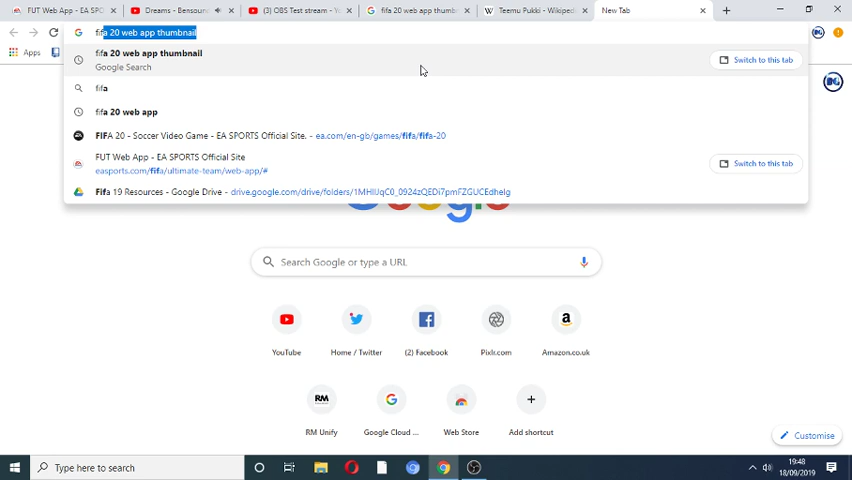 FUT Web App - EA SPO
Dreams - Bensoun
(3) OBS Test stream - Y
fifa 20 web app thumb
Teemu Pukki - Wikiped
New Tab
fifa 20 web app thumbnail
Apps
fifa 20 web app thumbnail
Google Search
Switch to this tab
fifa
fifa 20 web app
FIFA 20 - Soccer Video Game - EA SPORTS Official Site. - ea.com/en-gb/games/fifa/fifa-20
FUT Web App - EA SPORTS Official Site
easports.com/fifa/ultimate-team/web-app/#
Switch to this tab
Fifa 19 Resources - Google Drive - drive.google.com/drive/folders/1MHIUqC0_0924zQEDi7pmFZGUCEdhelg
Search Google or type a URL
YouTube
Home / Twitter
(2) Facebook
Pixlr.com
Amazon.co.uk
RM
RM Unify
Google Cloud ...
Web Store
Add shortcut
Customise
Type here to search
19:48
18/09/2019